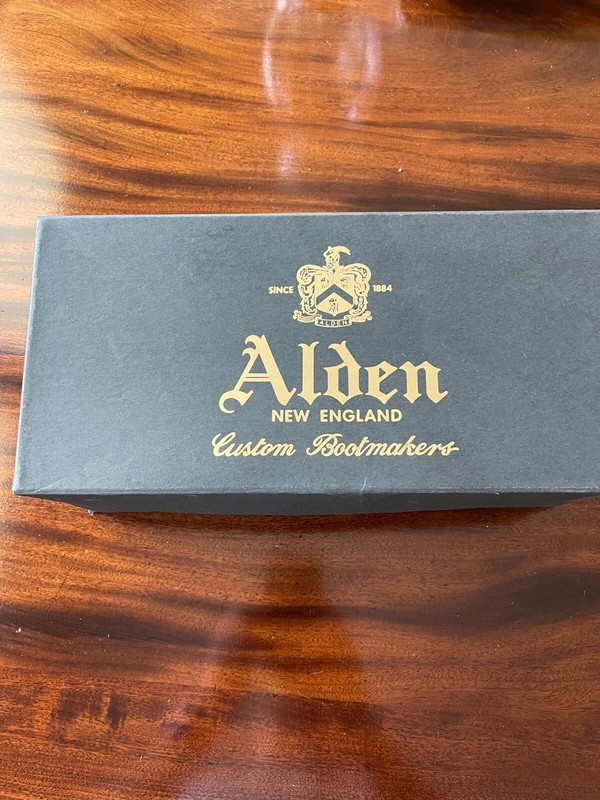 SINCE 1884
ALDEN
Alden
NEW ENGLAND
Custom Bootmakers